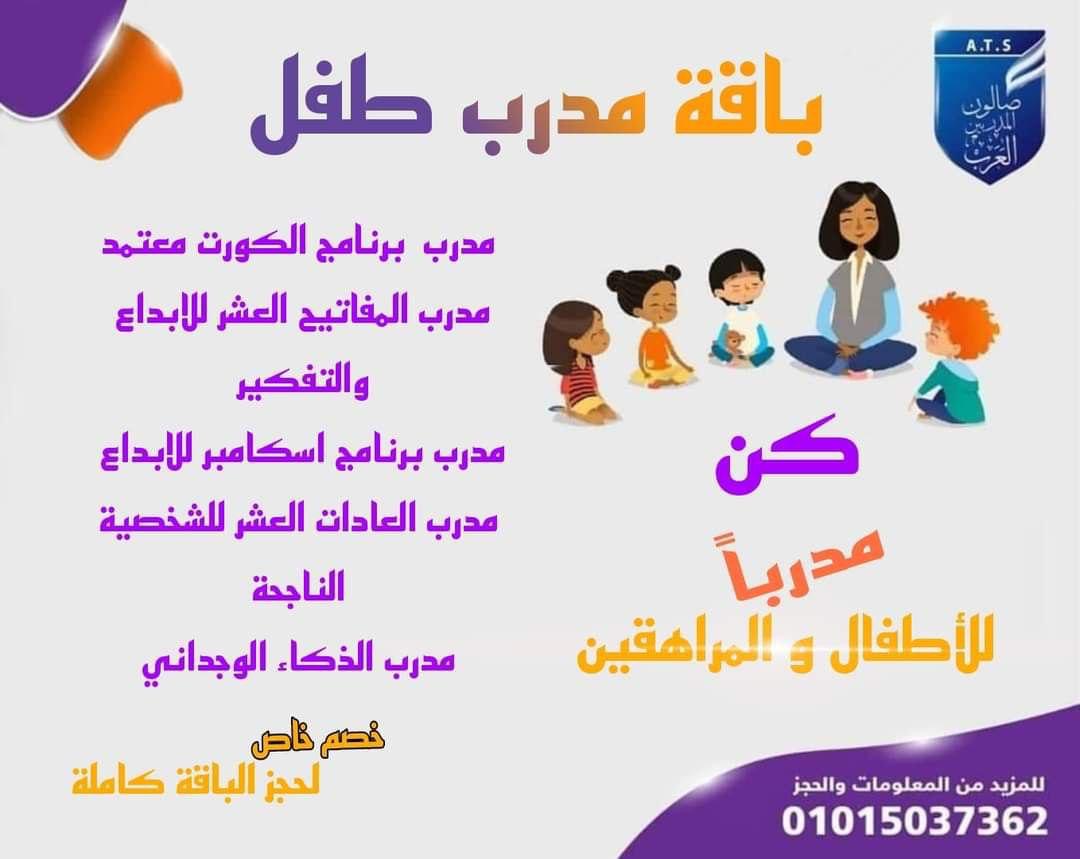 A.T.S
صالون
المدربين
العرب
باقة مدرب طفل
مدرب برنامج الكورت معتمد
مدرب المفاتيح العشر للإبداع
والتفكير
مدرب برنامج اسكامبر للإبداع
مدرب العادات العشر للشخصية
الناجحة
مدرب الذكاء الوجداني
خصم خاص
لحجز الباقة كاملة
كن
مدرباً
للأطفال و المراهقين
للمزيد من المعلومات والحجز
01015037362